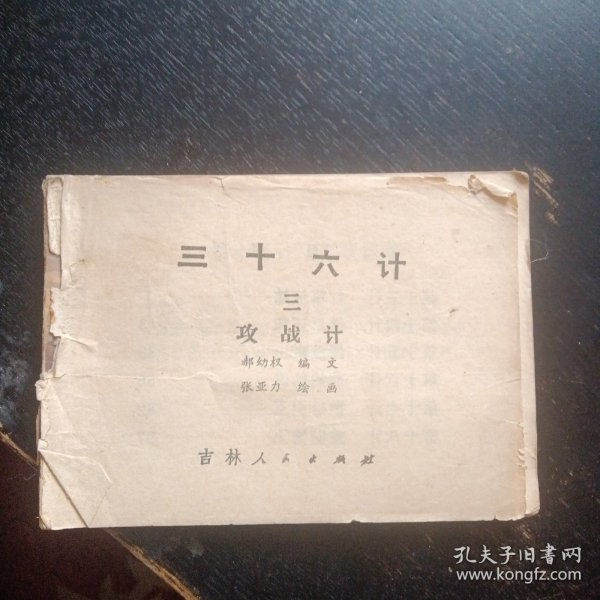 三十六计
三
攻战计
郝幼权 编 文
张亚力 绘 画
吉林人民出版社
孔夫子旧书网
www.kongfz.com